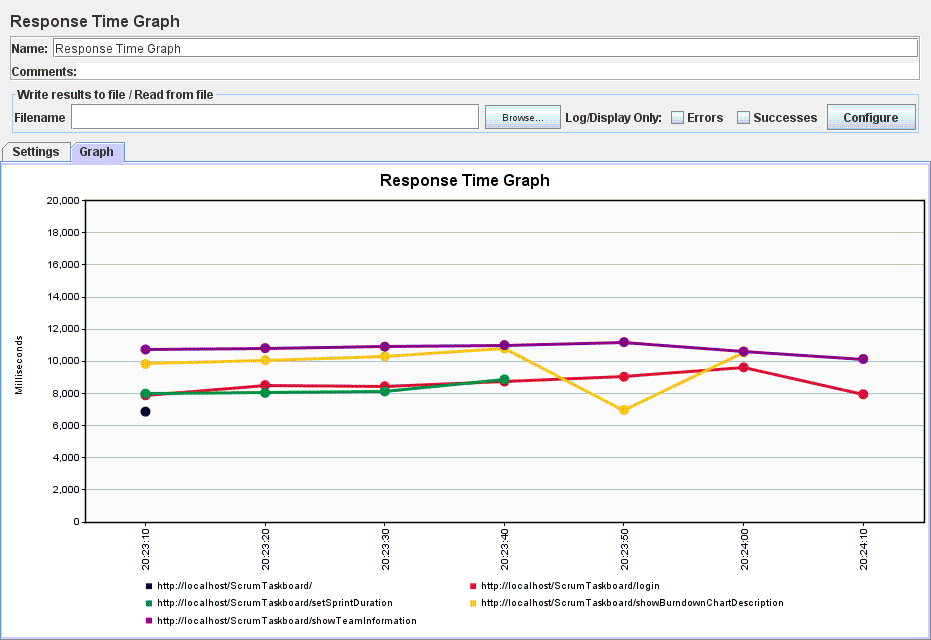 Response Time Graph
Name: Response Time Graph
Comments:
Write results to file / Read from file
Filename Browse... Log/Display Only: Errors Successes Configure
Settings Graph
Response Time Graph
20,000
18,000
16,000
14,000
12,000
10,000
8,000
6,000
4,000
2,000
0
Milliseconds
20:23:10 20:23:20 20:23:30 20:23:40 20:23:50 20:24:00 20:24:10
http://localhost/ScrumTaskboard/ http://localhost/ScrumTaskboard/login
http://localhost/ScrumTaskboard/setSprintDuration http://localhost/ScrumTaskboard/showBurndownChartDescription
http://localhost/ScrumTaskboard/showTeamInformation